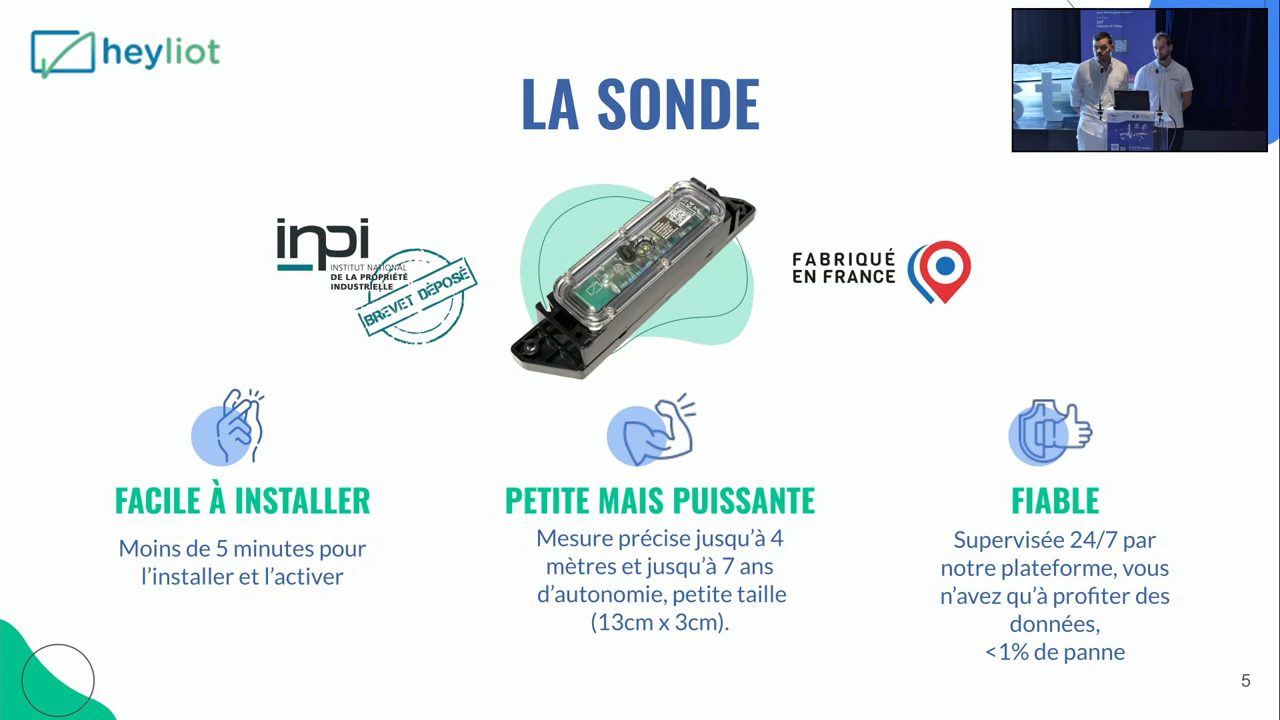 heyliot
LA SONDE
inpi
INSTITUT NATIONAL
DE LA PROPRIÉTÉ
INDUSTRIELLE
BREVET DÉPOSÉ
FABRIQUÉ
EN FRANCE
FACILE À INSTALLER
Moins de 5 minutes pour
l'installer et l'activer
PETITE MAIS PUISSANTE
Mesure précise jusqu'à 4
mètres et jusqu'à 7 ans
d'autonomie, petite taille
(13cm x 3cm).
FIABLE
Supervisée 24/7 par
notre plateforme, vous
n'avez qu'à profiter des
données,
<1% de panne
5